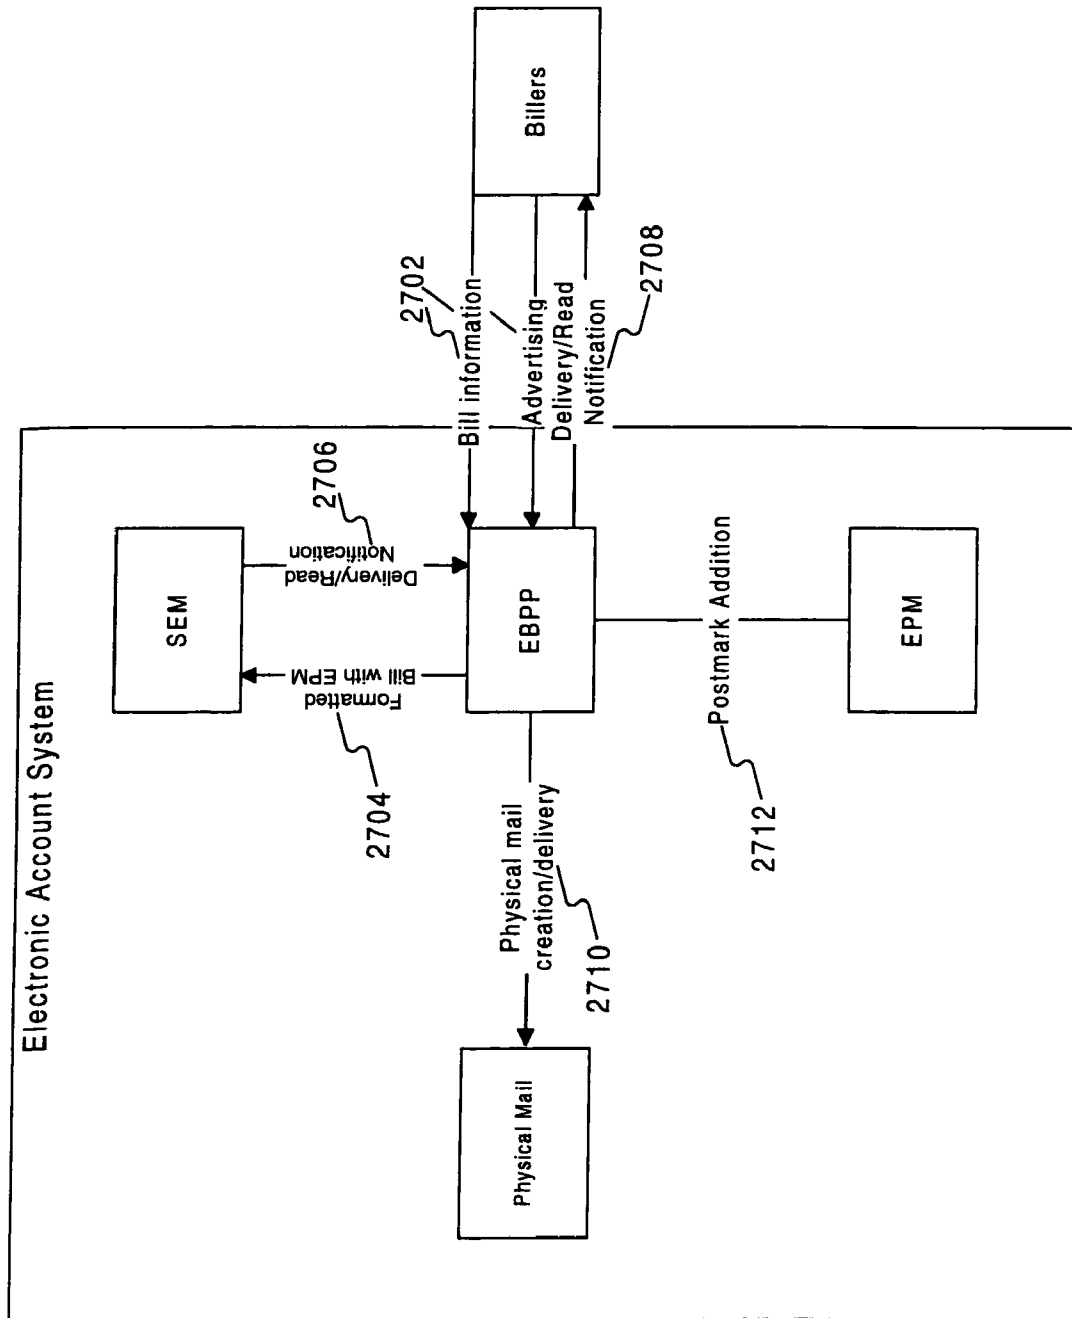 Electronic Account System
SEM
2704
Formatted
Bill with EPM
Delivery/Read
Notification
2706
Physical Mail
Physical mail
creation/delivery
2710
EBPP
Bill information
2702
Advertising
Delivery/Read
Notification
2708
Billers
Postmark Addition
2712
EPM